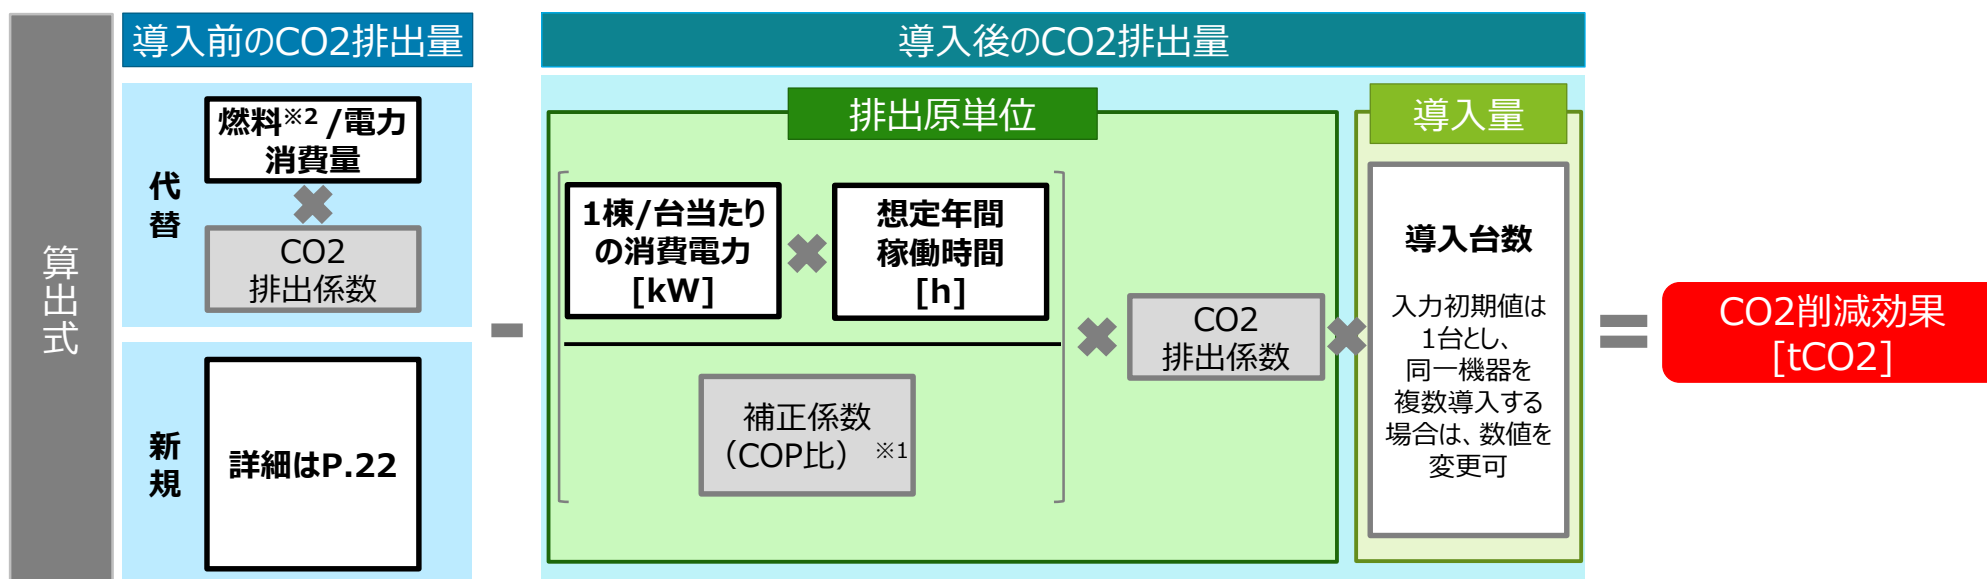 算出式
導入前のCO2排出量
代替
燃料※2 /電力
消費量
CO2
排出係数
新規
詳細はP.22
導入後のCO2排出量
排出原単位
1棟/台当たり
の消費電力
[kW]
想定年間
稼働時間
[h]
補正係数
（COP比） ※1
CO2
排出係数
導入量
導入台数
入力初期値は
1台とし、
同一機器を
複数導入する
場合は、数値を
変更可
CO2削減効果
[tCO2]